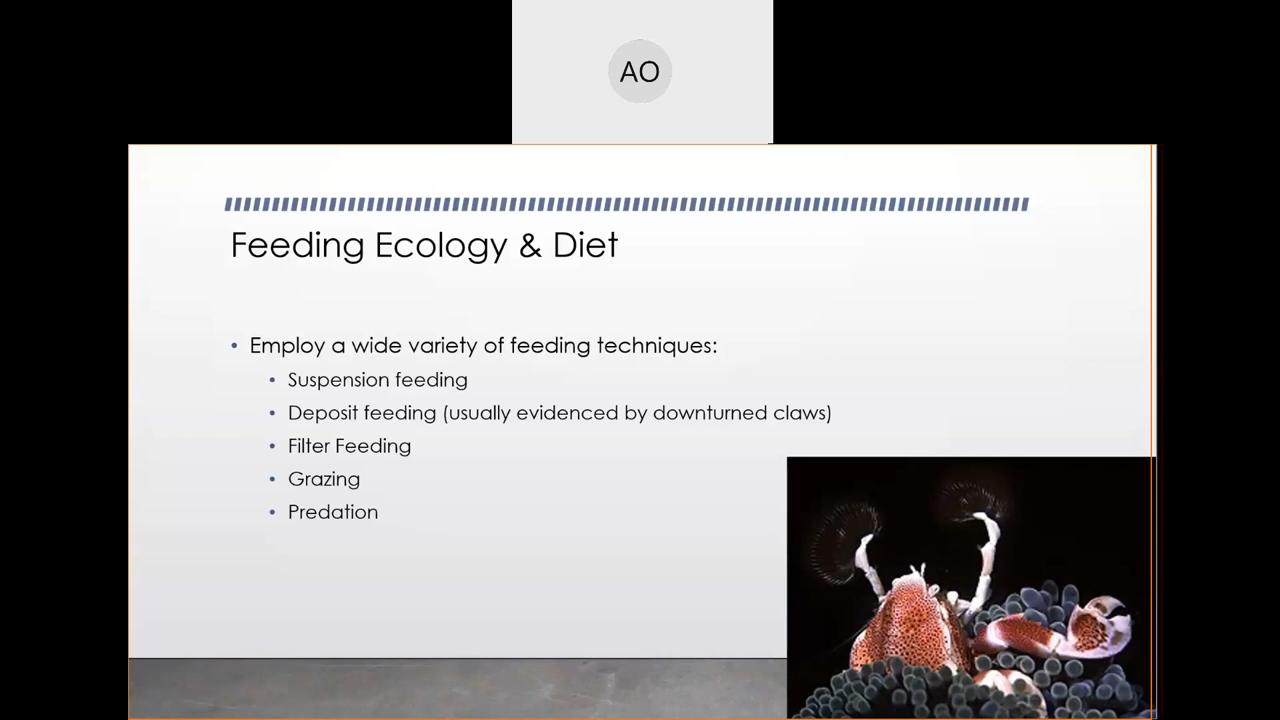 AO
Feeding Ecology & Diet
• Employ a wide variety of feeding techniques:
• Suspension feeding
• Deposit feeding (usually evidenced by downturned claws)
• Filter Feeding
• Grazing
• Predation